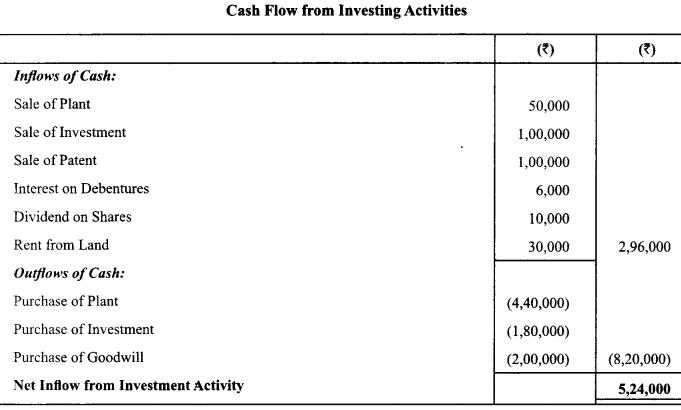 Cash Flow from Investing Activities
(₹) (₹)
Inflows of Cash:
Sale of Plant 50,000
Sale of Investment 1,00,000
Sale of Patent 1,00,000
Interest on Debentures 6,000
Dividend on Shares 10,000
Rent from Land 30,000 2,96,000
Outflows of Cash:
Purchase of Plant (4,40,000)
Purchase of Investment (1,80,000)
Purchase of Goodwill (2,00,000) (8,20,000)
Net Inflow from Investment Activity 5,24,000